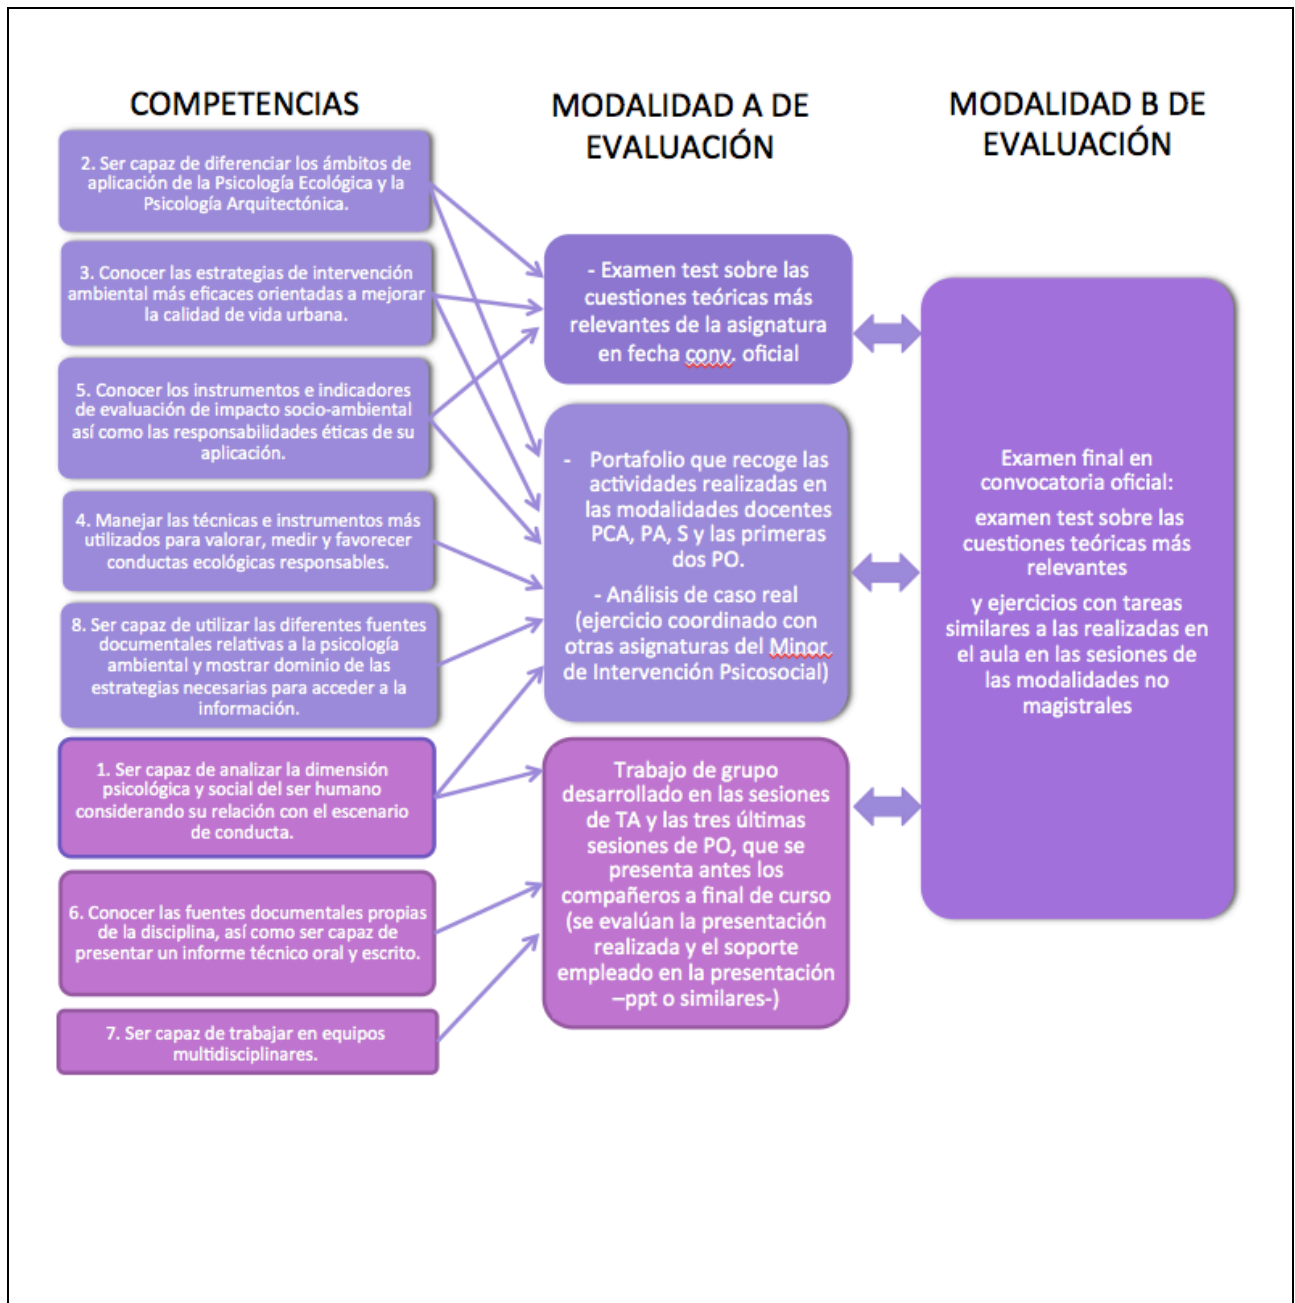 COMPETENCIAS
2. Ser capaz de diferenciar los ámbitos de
aplicación de la Psicología Ecológica y la
Psicología Arquitectónica.
3. Conocer las estrategias de intervención
ambiental más eficaces orientadas a mejorar
la calidad de vida urbana.
5. Conocer los instrumentos e indicadores
de evaluación de impacto socio-ambiental
así como las responsabilidades éticas de su
aplicación.
4. Manejar las técnicas e instrumentos más
utilizados para valorar, medir y favorecer
conductas ecológicas responsables.
8. Ser capaz de utilizar las diferentes fuentes
documentales relativas a la psicología
ambiental y mostrar dominio de las
estrategias necesarias para acceder a la
información.
1. Ser capaz de analizar la dimensión
psicológica y social del ser humano
considerando su relación con el escenario
de conducta.
6. Conocer las fuentes documentales propias
de la disciplina, así como ser capaz de
presentar un informe técnico oral y escrito.
7. Ser capaz de trabajar en equipos
multidisciplinares.
MODALIDAD A DE
EVALUACIÓN
- Examen test sobre las
cuestiones teóricas más
relevantes de la asignatura
en fecha conv. oficial
- Portafolio que recoge las
actividades realizadas en
las modalidades docentes
PCA, PA, S y las primeras
dos PO.
- Análisis de caso real
(ejercicio coordinado con
otras asignaturas del Minor
de Intervención Psicosocial)
Trabajo de grupo
desarrollado en las sesiones
de TA y las tres últimas
sesiones de PO, que se
presenta antes los
compañeros a final de curso
(se evalúan la presentación
realizada y el soporte
empleado en la presentación
–ppt o similares-)
MODALIDAD B DE
EVALUACIÓN
Examen final en
convocatoria oficial:
examen test sobre las
cuestiones teóricas más
relevantes
y ejercicios con tareas
similares a las realizadas en
el aula en las sesiones de
las modalidades no
magistrales